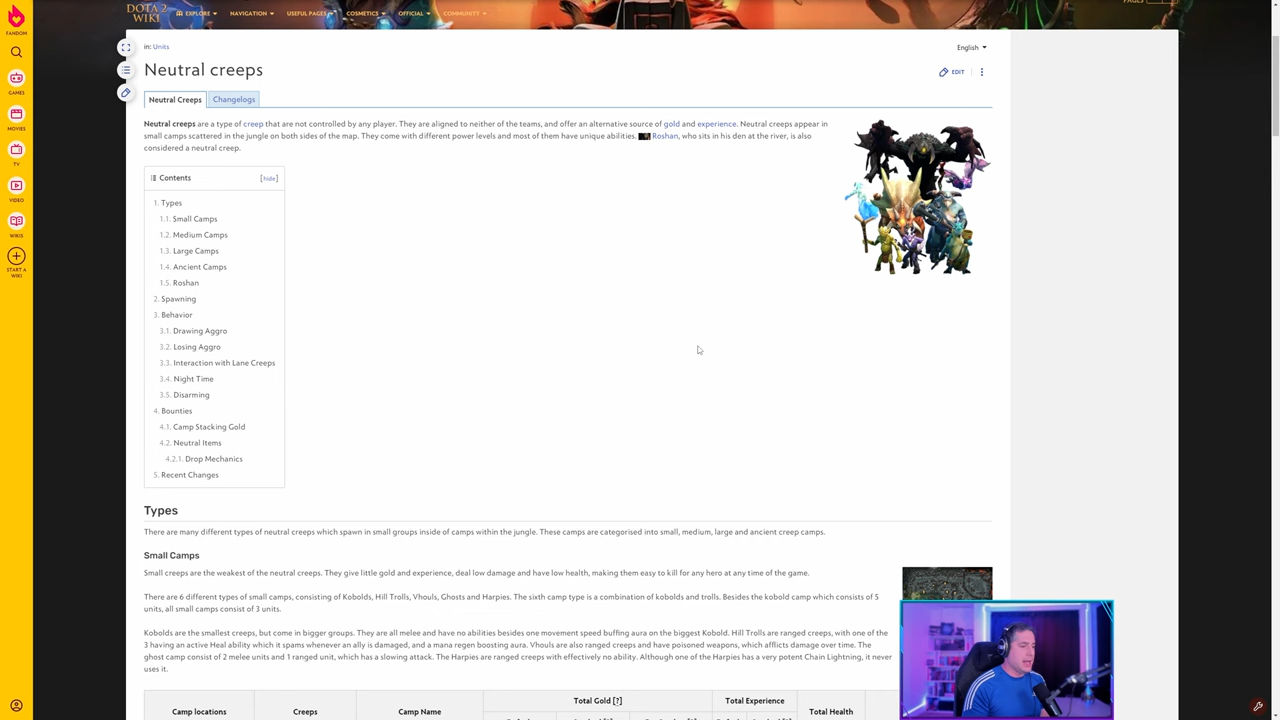 DOTA 2
WIKI
EXPLORE
NAVIGATION
USEFUL PAGES
COSMETICS
OFFICIAL
COMMUNITY
PAGES
FANDOM
GAMES
MOVIES
TV
VIDEO
WIKIS
START A
WIKI
in: Units
English
Neutral creeps
EDIT
Neutral Creeps
Changelogs
Neutral creeps are a type of creep that are not controlled by any player. They are aligned to neither of the teams, and offer an alternative source of gold and experience. Neutral creeps appear in
small camps scattered in the jungle on both sides of the map. They come with different power levels and most of them have unique abilities. Roshan, who sits in his den at the river, is also
considered a neutral creep.
Contents
[hide]
1. Types
1.1. Small Camps
1.2. Medium Camps
1.3. Large Camps
1.4. Ancient Camps
1.5. Roshan
2. Spawning
3. Behavior
3.1. Drawing Aggro
3.2. Losing Aggro
3.3. Interaction with Lane Creeps
3.4. Night Time
3.5. Disarming
4. Bounties
4.1. Camp Stacking Gold
4.2. Neutral Items
4.2.1. Drop Mechanics
5. Recent Changes
Types
There are many different types of neutral creeps which spawn in small groups inside of camps within the jungle. These camps are categorised into small, medium, large and ancient creep camps.
Small Camps
Small creeps are the weakest of the neutral creeps. They give little gold and experience, deal low damage and have low health, making them easy to kill for any hero at any time of the game.
There are 6 different types of small camps, consisting of Kobolds, Hill Trolls, Vhouls, Ghosts and Harpies. The sixth camp type is a combination of kobolds and trolls. Besides the kobold camp which consists of 5
units, all small camps consist of 3 units.
Kobolds are the smallest creeps, but come in bigger groups. They are all melee and have no abilities besides one movement speed buffing aura on the biggest Kobold. Hill Trolls are ranged creeps, with one of the
3 having an active Heal ability which it spams whenever an ally is damaged, and a mana regen boosting aura. Vhouls are also ranged creeps and have poisoned weapons, which afflicts damage over time. The
ghost camp consist of 2 melee units and 1 ranged unit, which has a slowing attack. The Harpies are ranged creeps with effectively no ability. Although one of the Harpies has a very potent Chain Lightning, it never
uses it.
Camp locations
Creeps
Camp Name
Total Gold [?]
Total Experience
Total Health